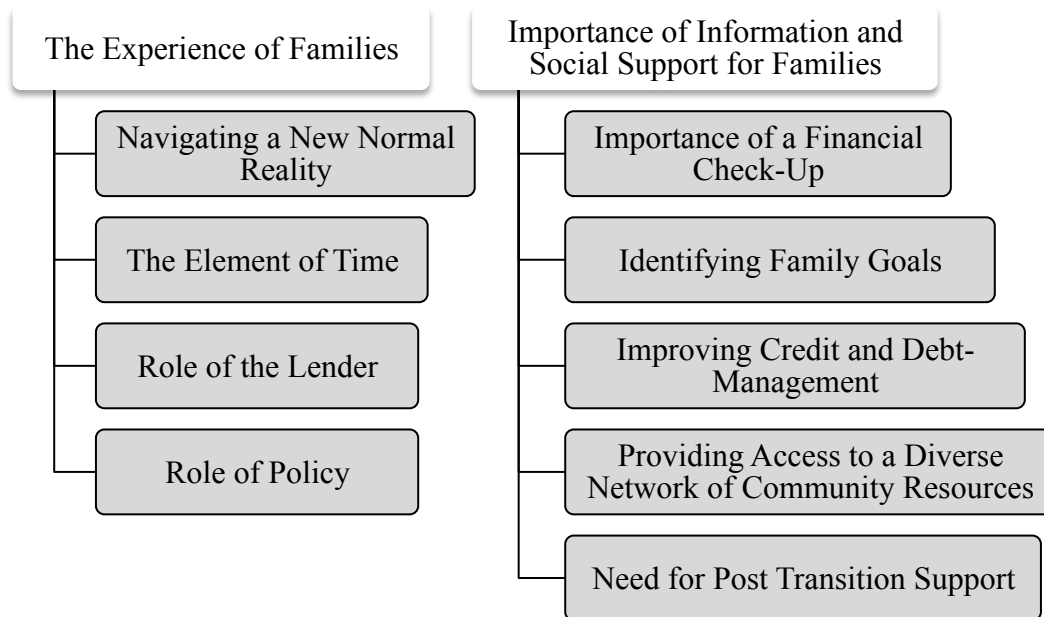 The Experience of Families
Navigating a New Normal
Reality
The Element of Time
Role of the Lender
Role of Policy
Importance of Information and
Social Support for Families
Importance of a Financial
Check-Up
Identifying Family Goals
Improving Credit and Debt-
Management
Providing Access to a Diverse
Network of Community Resources
Need for Post Transition Support